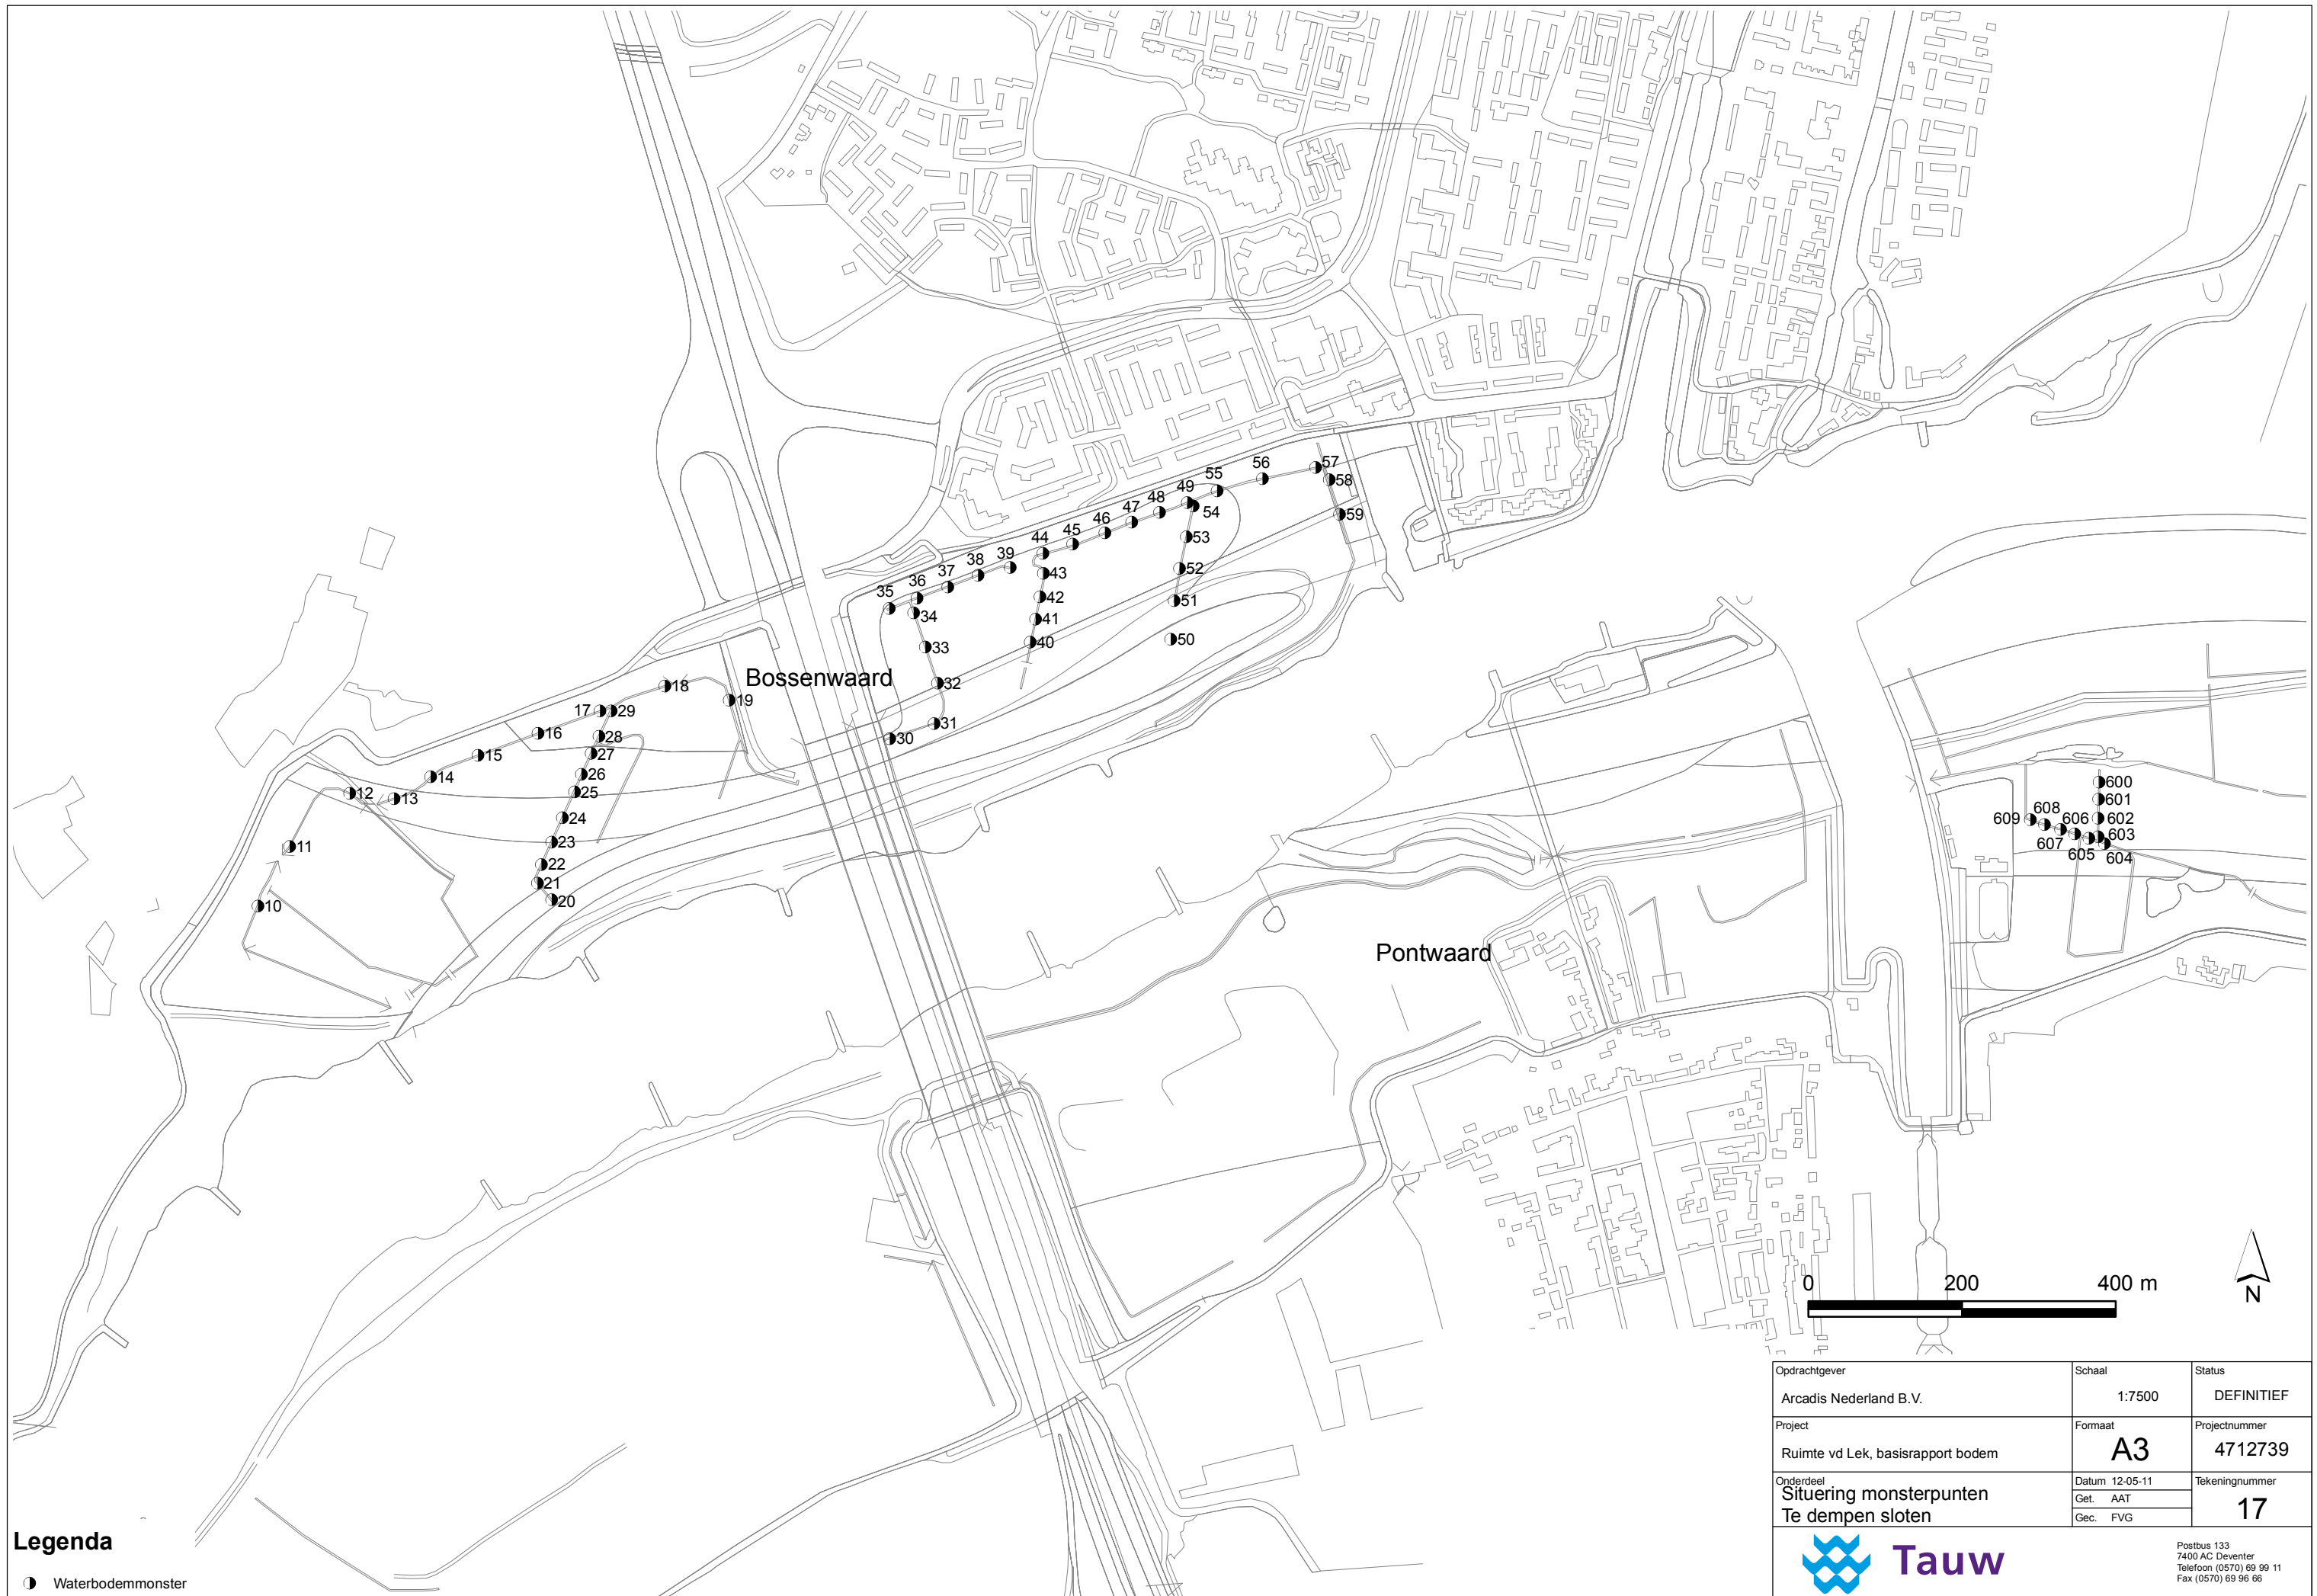 57
56
58
55
49
48
54
47
59
46
45
53
44
39
38
52
43
37
36
42
51
35
34
41
40
50
33
Bossenwaard
32
18
19
17
29
31
16
28
30
15
27
26
14
25
12
13
24
23
11
22
21
20
10
600
601
608
602
609
606
603
607
605
604
Pontwaard
0 200 400 m
N
Opdrachtgever
Arcadis Nederland B.V.
Schaal
1:7500
Status
DEFINITIEF
Project
Ruimte vd Lek, basisrapport bodem
Formaat
A3
Projectnummer
4712739
Onderdeel
Situering monsterpunten
Te dempen sloten
Datum 12-05-11
Get. AAT
Gec. FVG
Tekeningnummer
17
Tauw
Postbus 133
7400 AC Deventer
Telefoon (0570) 69 99 11
Fax (0570) 69 96 66
Legenda
Waterbodemmonster